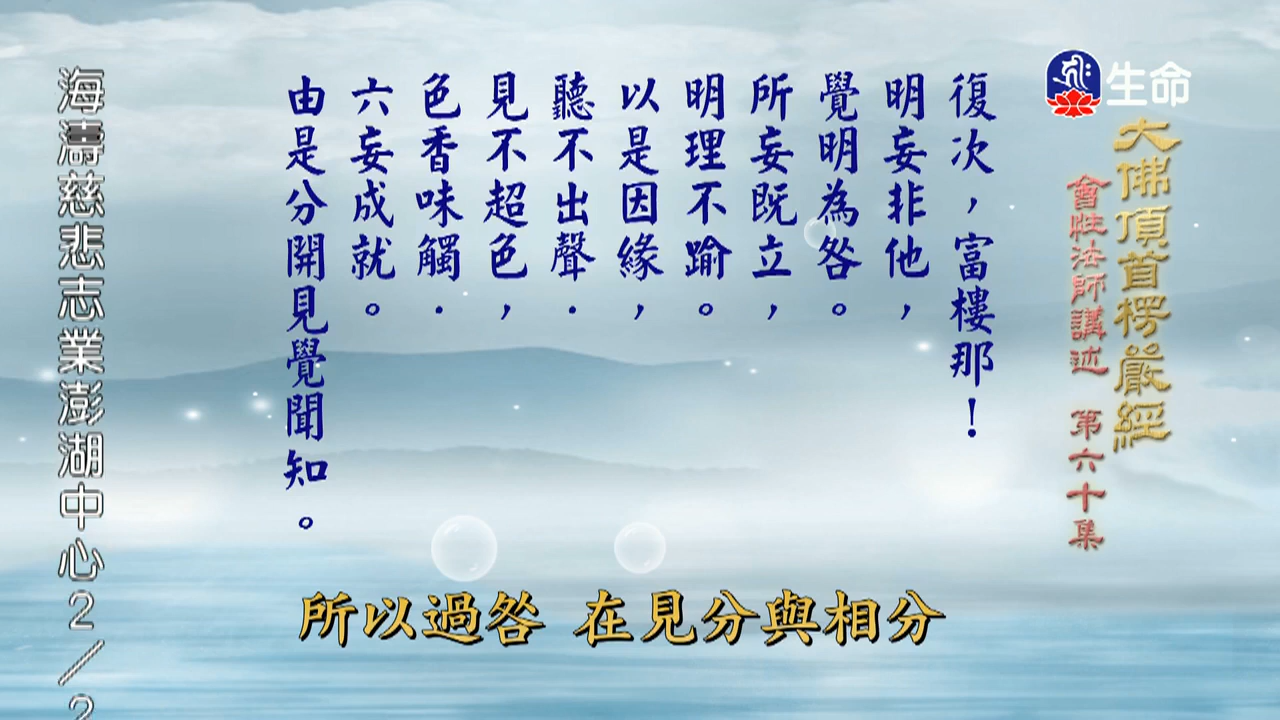 生命
大佛頂首楞嚴經
會性法師講述 第六十集
復次，富樓那！
明妄非他，
覺明為咎。
所妄既立，
明理不踰。
以是因緣，
聽不出聲．
見不超色，
色香味觸．
六妄成就。
由是分開見覺聞知。
海濤慈悲志業澎湖中心２／２
所以過咎 在見分與相分